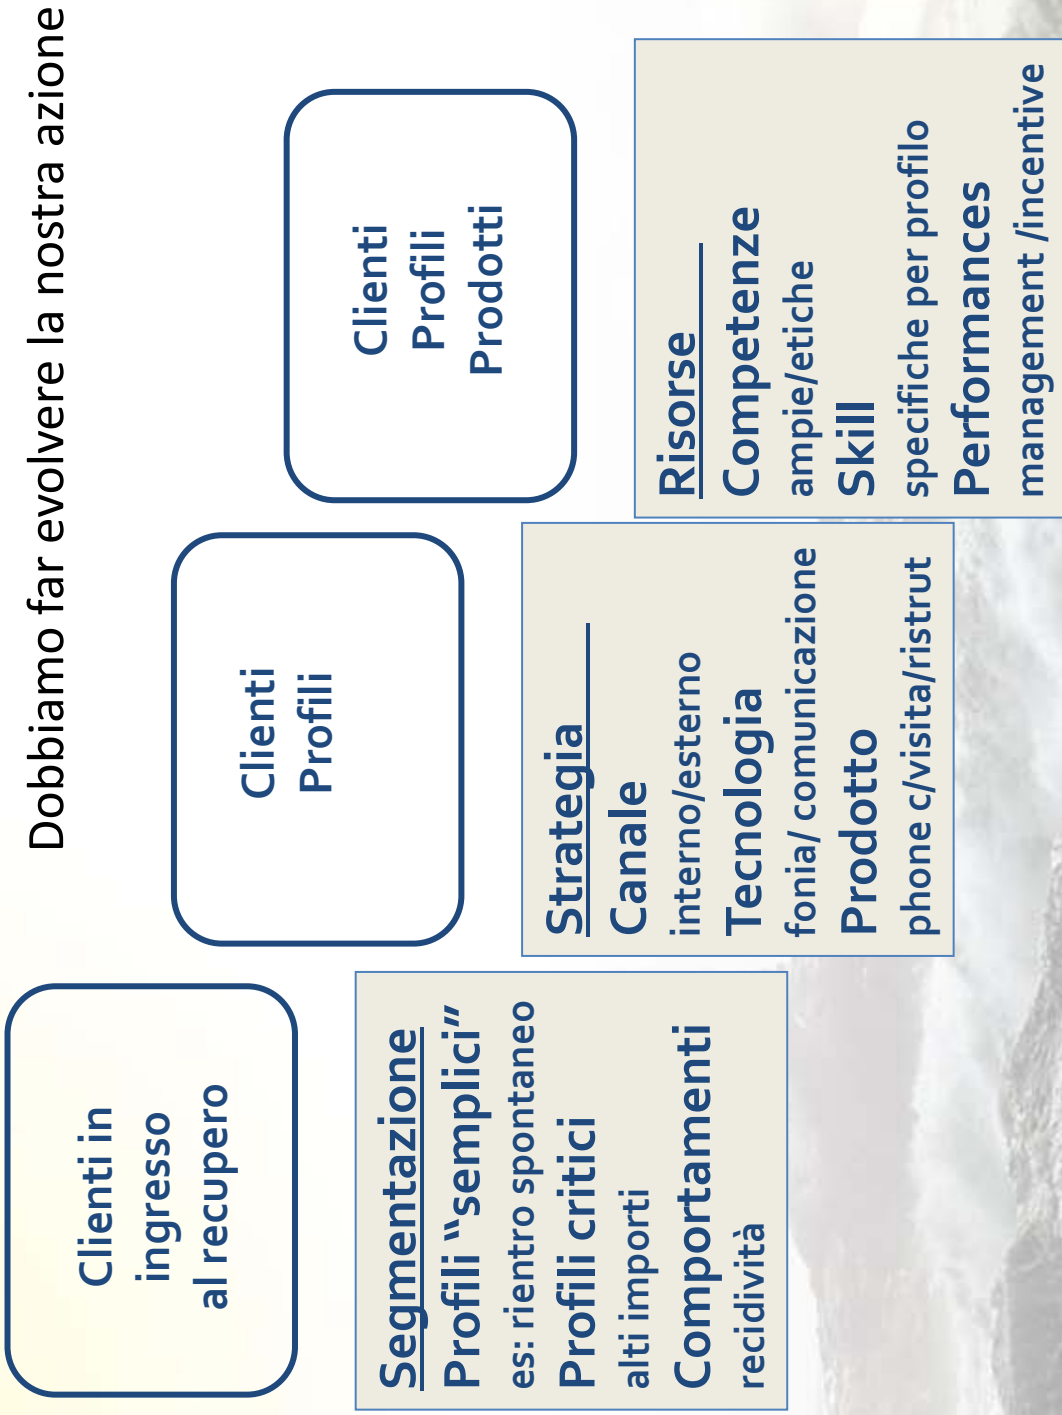 Dobbiamo far evolvere la nostra azione
Clienti in
ingresso
al recupero
Segmentazione
Profili “semplici”
es: rientro spontaneo
Profili critici
alti importi
Comportamenti
recidività
Clienti
Profili
Strategia
Canale
interno/esterno
Tecnologia
fonia/ comunicazione
Prodotto
phone c/visita/ristrut
Clienti
Profili
Prodotti
Risorse
Competenze
ampie/etiche
Skill
specifiche per profilo
Performances
management /incentive